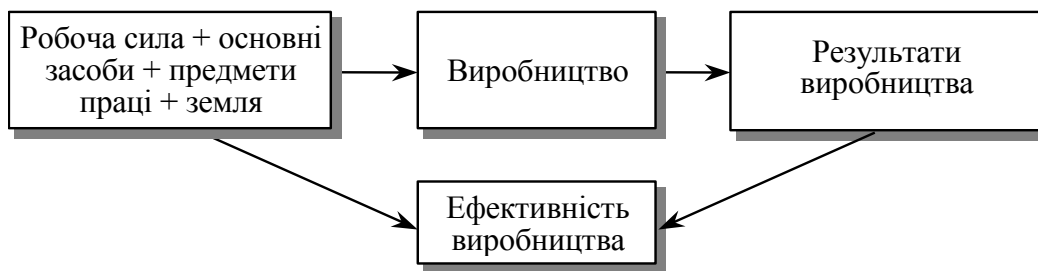 Робоча сила + основні
засоби + предмети
праці + земля
Виробництво
Результати
виробництва
Ефективність
виробництва